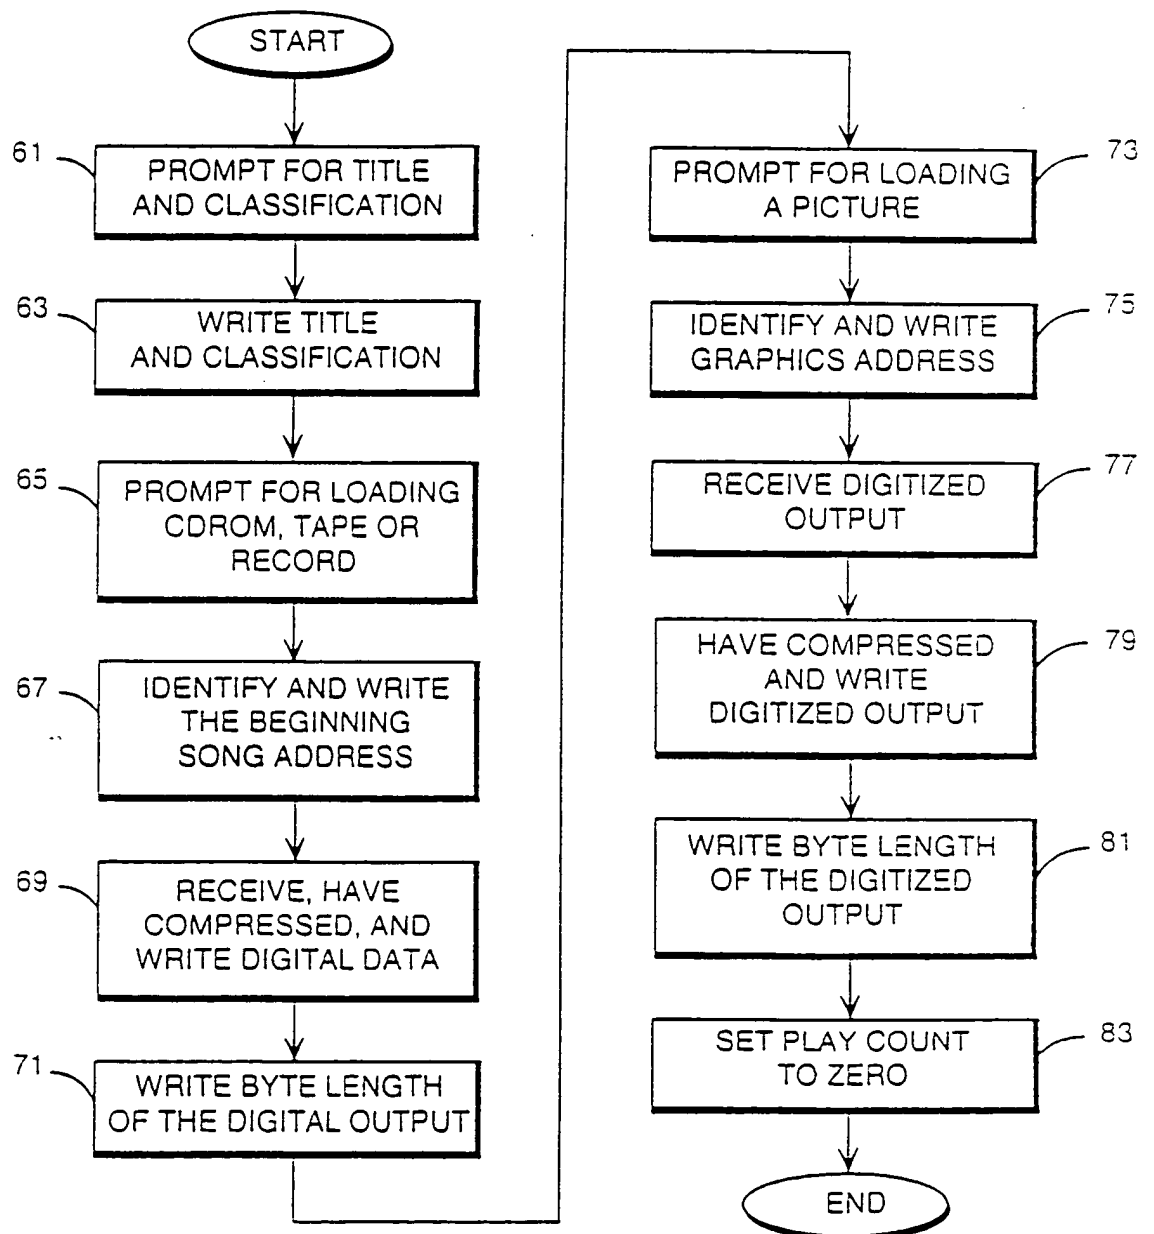 START
61
PROMPT FOR TITLE
AND CLASSIFICATION
63
WRITE TITLE
AND CLASSIFICATION
65
PROMPT FOR LOADING
CDROM, TAPE OR
RECORD
67
IDENTIFY AND WRITE
THE BEGINNING
SONG ADDRESS
69
RECEIVE, HAVE
COMPRESSED, AND
WRITE DIGITAL DATA
71
WRITE BYTE LENGTH
OF THE DIGITAL OUTPUT
73
PROMPT FOR LOADING
A PICTURE
75
IDENTIFY AND WRITE
GRAPHICS ADDRESS
77
RECEIVE DIGITIZED
OUTPUT
79
HAVE COMPRESSED
AND WRITE
DIGITIZED OUTPUT
81
WRITE BYTE LENGTH
OF THE DIGITIZED
OUTPUT
83
SET PLAY COUNT
TO ZERO
END